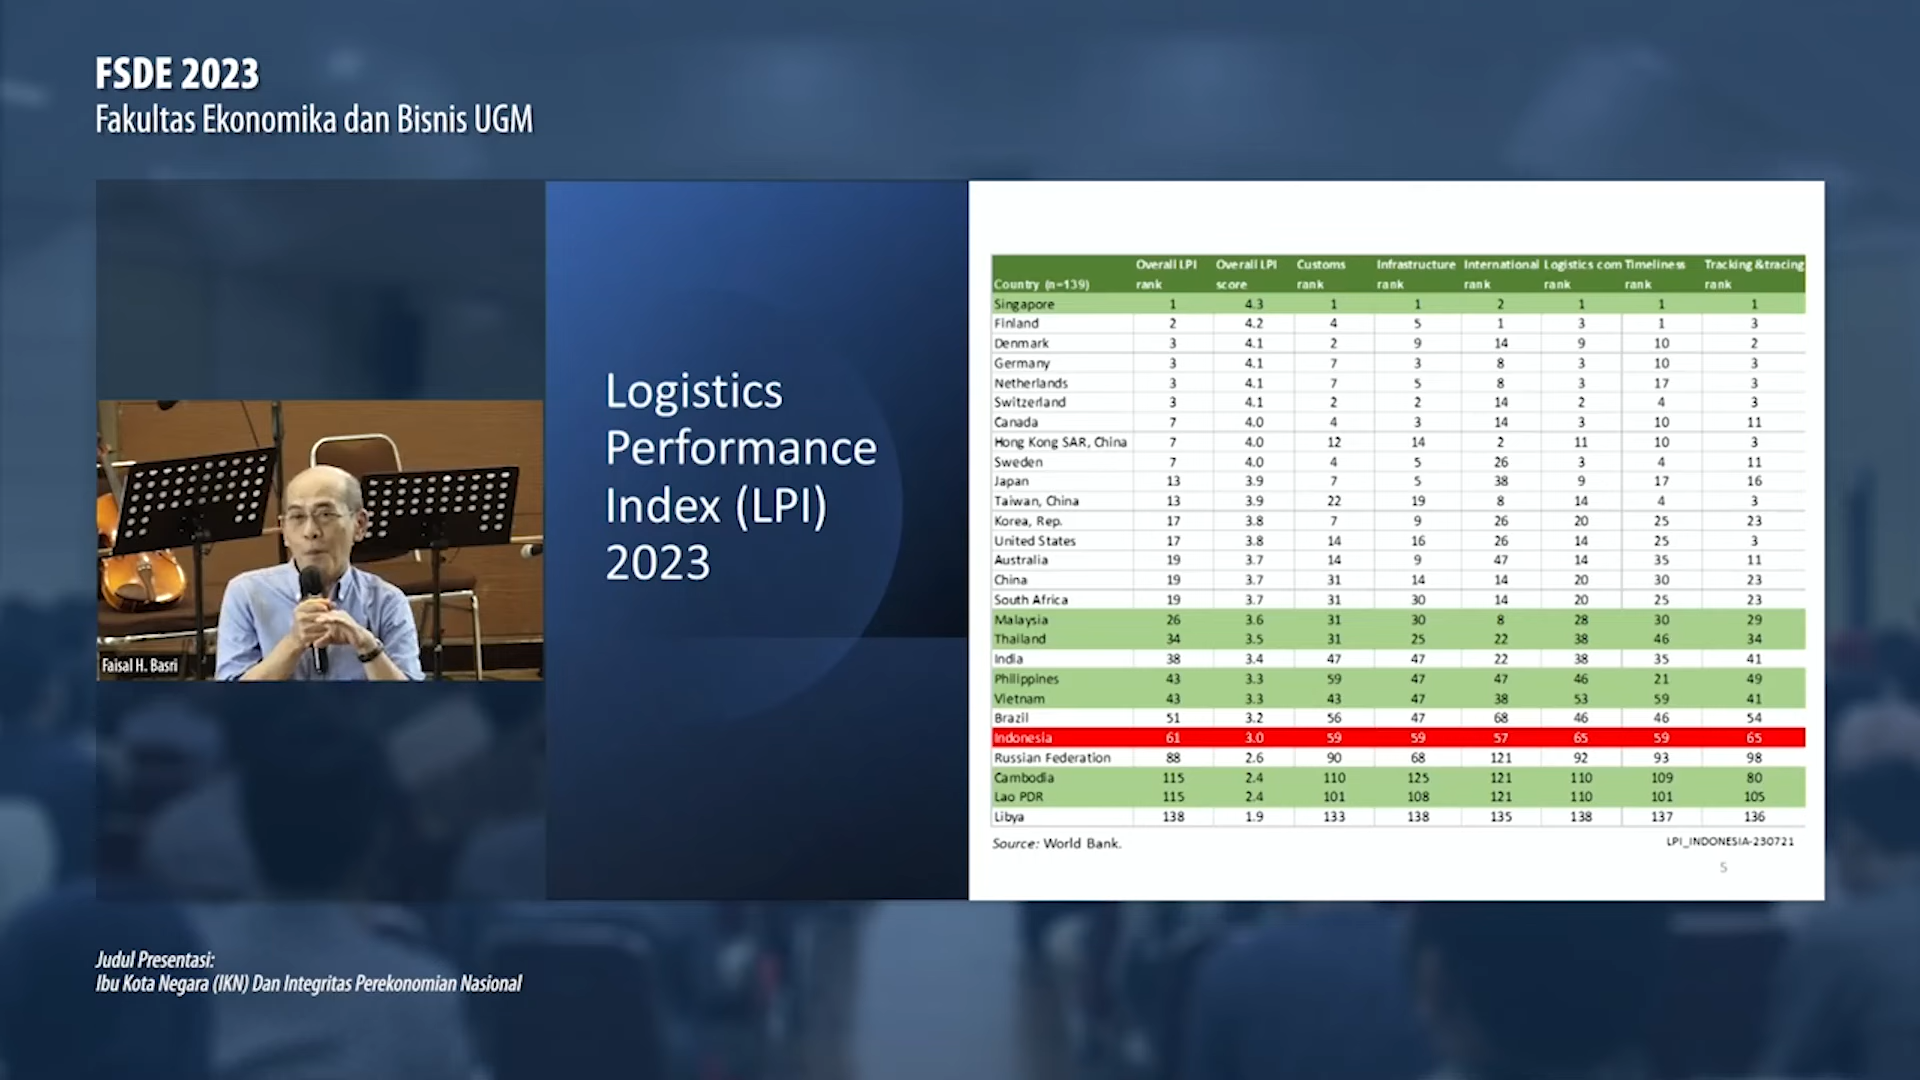 FSDE 2023
Fakultas Ekonomika dan Bisnis UGM
Faisal H. Basri
Logistics
Performance
Index (LPI)
2023
Country (n=139) Overall LPI rank Overall LPI score Customs rank Infrastructure rank International rank Logistics com rank Timeliness rank Tracking &tracing rank
Singapore 1 4.3 1 1 2 1 1 1
Finland 2 4.2 4 5 1 3 1 3
Denmark 3 4.1 2 9 14 9 10 2
Germany 3 4.1 7 3 8 3 10 3
Netherlands 3 4.1 7 5 8 3 17 3
Switzerland 3 4.1 2 2 14 2 4 3
Canada 7 4.0 4 3 14 3 10 11
Hong Kong SAR, China 7 4.0 12 14 2 11 10 3
Sweden 7 4.0 4 5 26 3 4 11
Japan 13 3.9 7 5 38 9 17 16
Taiwan, China 13 3.9 22 19 8 14 4 3
Korea, Rep. 17 3.8 7 9 26 20 25 23
United States 17 3.8 14 16 26 14 25 3
Australia 19 3.7 14 9 47 14 35 11
China 19 3.7 31 14 14 20 30 23
South Africa 19 3.7 31 30 14 20 25 23
Malaysia 26 3.6 31 30 8 28 30 29
Thailand 34 3.5 31 25 22 38 46 34
India 38 3.4 47 47 22 38 35 41
Philippines 43 3.3 59 47 47 46 21 49
Vietnam 43 3.3 43 47 38 53 59 41
Brazil 51 3.2 56 47 68 46 46 54
Indonesia 61 3.0 59 59 57 65 59 65
Russian Federation 88 2.6 90 68 121 92 93 98
Cambodia 115 2.4 110 125 121 110 109 80
Lao PDR 115 2.4 101 108 121 110 101 105
Libya 138 1.9 133 138 135 138 137 136
Source: World Bank.
LPI_INDONESIA-230721
5
Judul Presentasi:
Ibu Kota Negara (IKN) Dan Integritas Perekonomian Nasional